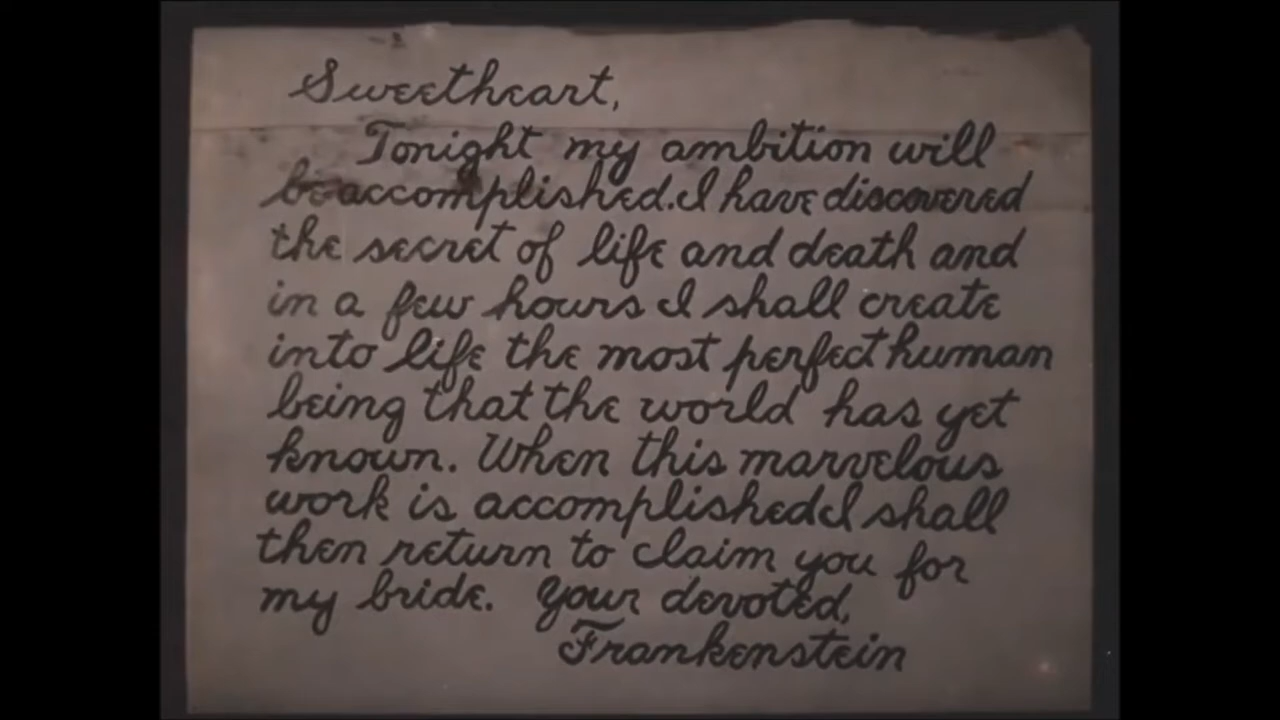 Sweetheart,
Tonight my ambition will
be accomplished. I have discovered
the secret of life and death and
in a few hours I shall create
into life the most perfect human
being that the world has yet
known. When this marvelous
work is accomplished I shall
then return to claim you for
my bride. Your devoted,
Frankenstein